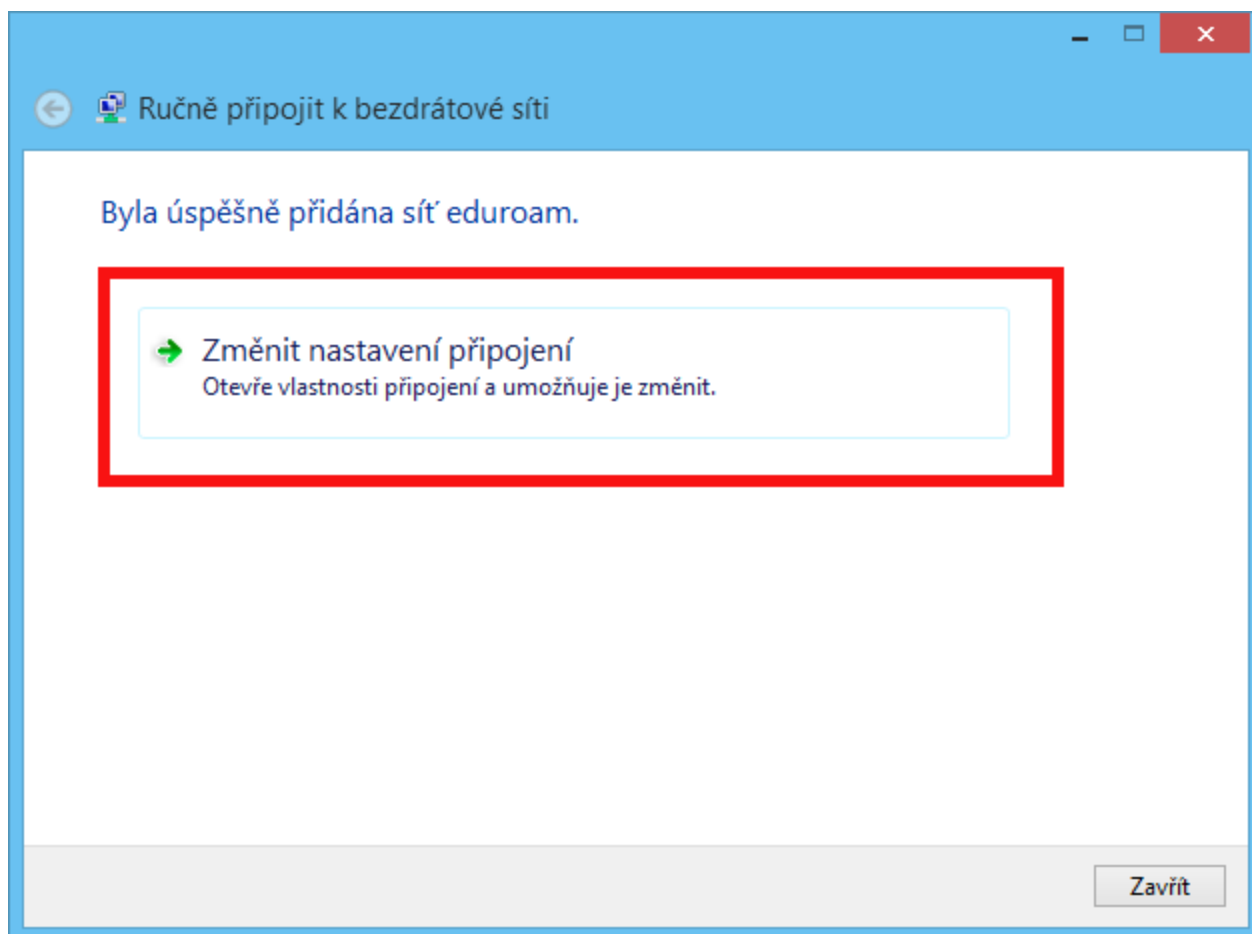 Ručně připojit k bezdrátové síti
Byla úspěšně přidána síť eduroam.
Změnit nastavení připojení
Otevře vlastnosti připojení a umožňuje je změnit.
Zavřít